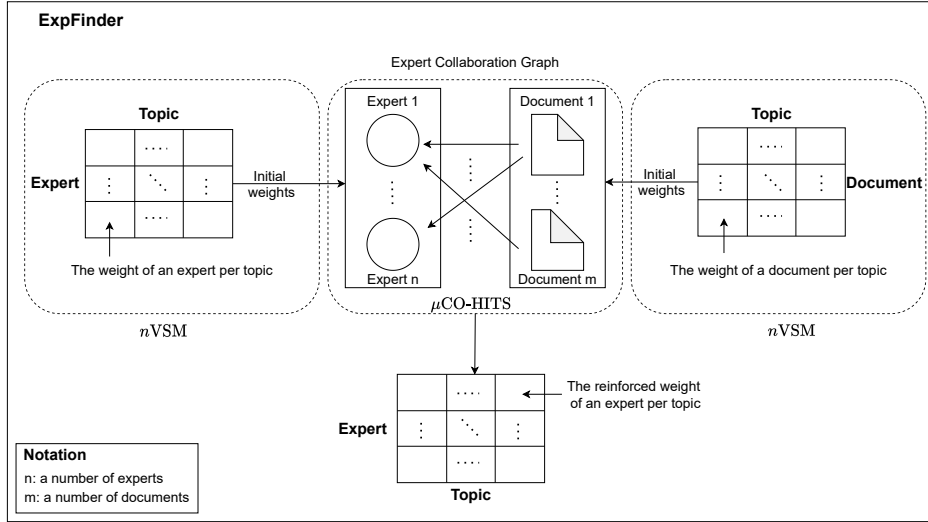 ExpFinder
Expert Collaboration Graph
Topic
Expert
Initial
weights
The weight of an expert per topic
nVSM
Expert 1
Expert n
Document 1
Document m
μCO-HITS
Topic
Initial
weights
Document
The weight of a document per topic
nVSM
The reinforced weight
of an expert per topic
Expert
Topic
Notation
n: a number of experts
m: a number of documents